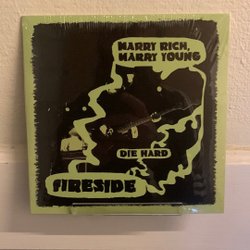 MARRY RICH,
MARRY YOUNG
DIE HARD
FIRESIDE